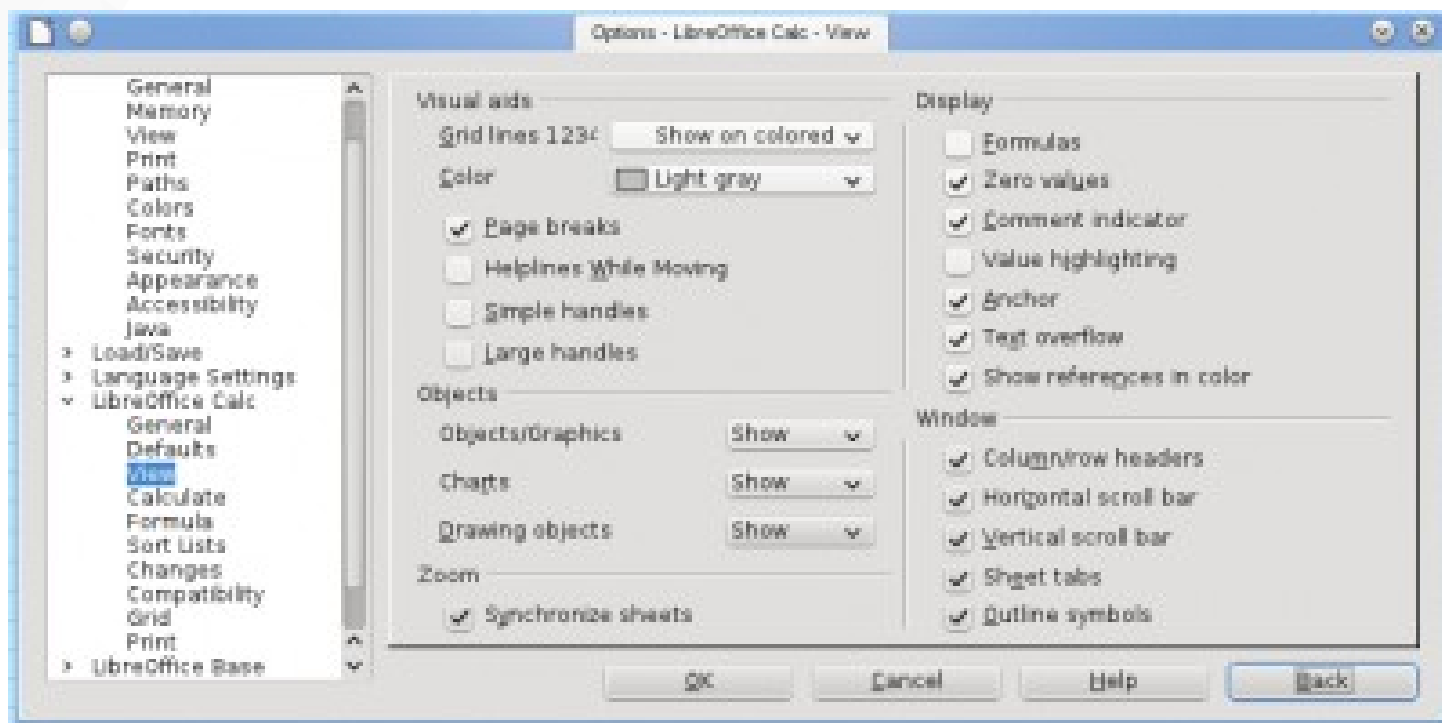 Options - LibreOffice Calc - View
General
Memory
View
Print
Paths
Colors
Fonts
Security
Appearance
Accessibility
Java
Load/Save
Language Settings
LibreOffice Calc
General
Defaults
View
Calculate
Formula
Sort Lists
Changes
Compatibility
Grid
Print
LibreOffice Base
Visual aids
Grid lines 1234 Show on colored
Color Light gray
Page breaks
Helplines While Moving
Simple handles
Large handles
Objects
Objects/Graphics Show
Charts Show
Drawing objects Show
Zoom
Synchronize sheets
Display
Formulas
Zero values
Comment indicator
Value highlighting
Anchor
Text overflow
Show references in color
Window
Column/row headers
Horizontal scroll bar
Vertical scroll bar
Sheet tabs
Outline symbols
OK Cancel Help Back